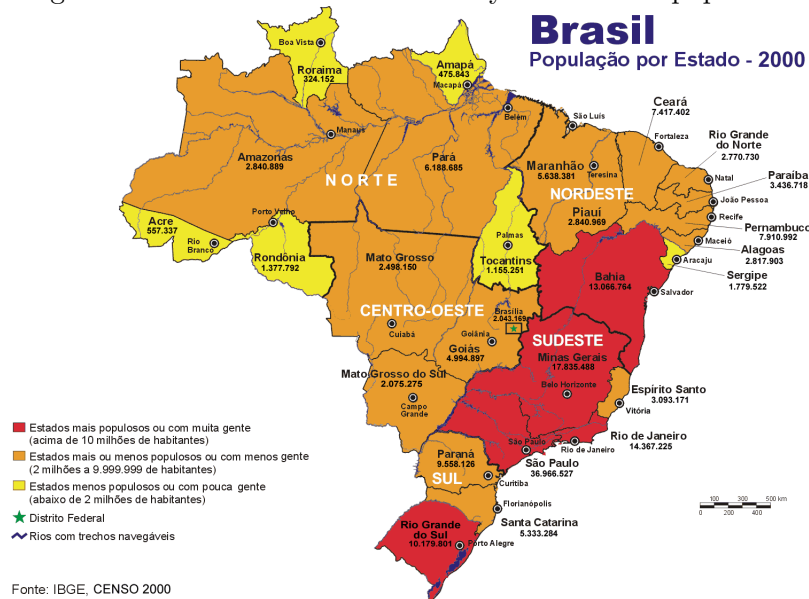 Brasil
População por Estado - 2000
Boa Vista
Roraima
324.152
Amapá
475.843
Macapá
Belém
São Luís
Ceará
7.417.402
Fortaleza
Rio Grande
do Norte
2.770.730
Natal
Paraíba
3.436.718
João Pessoa
Recife
Pernambuco
7.910.992
Maceió
Alagoas
2.817.903
Aracaju
Sergipe
1.779.522
Manaus
Amazonas
2.840.889
NORTE
Pará
6.188.685
Maranhão
5.638.381
Teresina
NORDESTE
Piauí
2.840.969
Acre
557.337
Rio
Branco
Porto Velho
Rondônia
1.377.792
Mato Grosso
2.498.150
Palmas
Tocantins
1.155.251
Bahia
13.066.764
Salvador
CENTRO-OESTE
Brasília
2.043.169
Cuiabá
Goiânia
Goiás
4.994.897
SUDESTE
Minas Gerais
17.835.488
Belo Horizonte
Espírito Santo
3.093.171
Vitória
Mato Grosso do Sul
2.075.275
Campo
Grande
Rio de Janeiro
14.367.225
Rio de Janeiro
São Paulo
São Paulo
36.966.527
Paraná
9.558.126
Curitiba
SUL
Florianópolis
Santa Catarina
5.333.284
Rio Grande
do Sul
10.179.801
Porto Alegre
Estados mais populosos ou com muita gente
(acima de 10 milhões de habitantes)
Estados mais ou menos populosos ou com menos gente
(2 milhões a 9.999.999 de habitantes)
Estados menos populosos ou com pouca gente
(abaixo de 2 milhões de habitantes)
Distrito Federal
Rios com trechos navegáveis
100 300 500 km
0 200 400
Fonte: IBGE, CENSO 2000